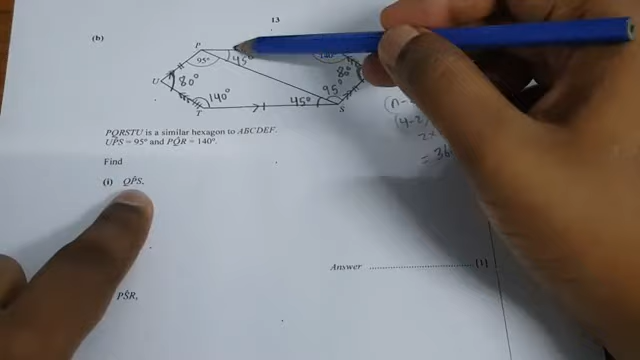 13
(b)
P
95°
45°
140°
80°
U
80°
140°
95°
45°
T
S
(4-2)
PQRSTU is a similar hexagon to ABCDEF.
UP̂S = 95° and PQ̂R = 140°.
Find
(i) QP̂S,
Answer [1]
PŜR,